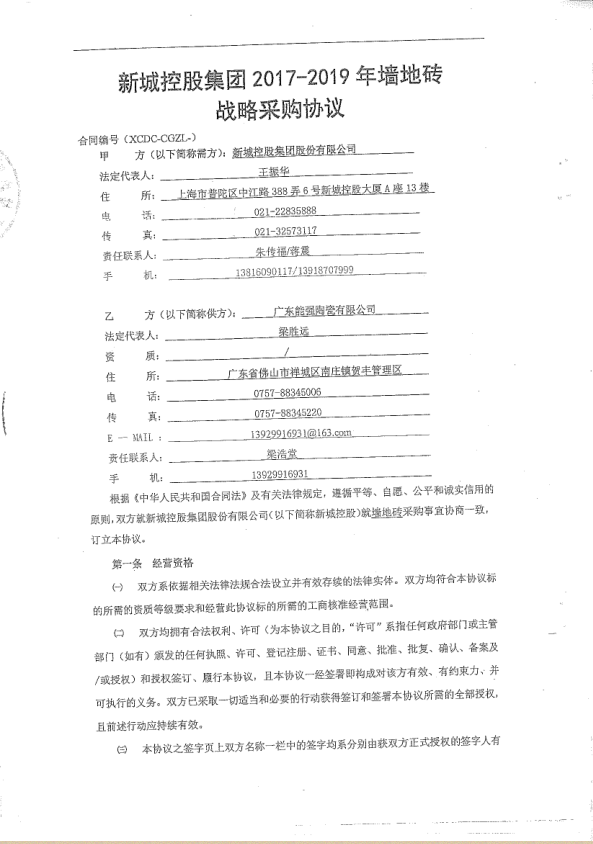 新城控股集团 2017-2019 年墙地砖
战略采购协议
合同编号（XCDC-CGZL-）
甲 方（以下简称需方）：新城控股集团股份有限公司
法定代表人：王振华
住 所：上海市普陀区中江路 388 弄 6 号新城控股大厦 A 座 13 楼
电 话：021-22835888
传 真：021-32573117
责任联系人：朱传福/蒋震
手 机：13816090117/13918707999
乙 方（以下简称供方）：广东能强陶瓷有限公司
法定代表人：梁胜远
资 质：/
住 所：广东省佛山市禅城区南庄镇贺丰管理区
电 话：0757-88345006
传 真：0757-88345220
E — MAIL ：13929916931@163.com
责任联系人：梁浩堂
手 机：13929916931
根据《中华人民共和国合同法》及有关法律规定，遵循平等、自愿、公平和诚实信用的
原则，双方就新城控股集团股份有限公司（以下简称新城控股）就墙地砖采购事宜协商一致，
订立本协议。
第一条 经营资格
㈠ 双方系依据相关法律法规合法设立并有效存续的法律实体。双方均符合本协议标
的所需的资质等级要求和经营此协议标的所需的工商核准经营范围。
㈡ 双方均拥有合法权利、许可（为本协议之目的，“许可”系指任何政府部门或主管
部门（如有）颁发的任何执照、许可、登记注册、证书、同意、批准、批复、确认、备案及
/或授权）和授权签订、履行本协议，且本协议一经签署即构成对该方有效、有约束力、并
可执行的义务。双方已采取一切适当和必要的行动获得签订和签署本协议所需的全部授权，
且前述行动应持续有效。
㈢ 本协议之签字页上双方名称一栏中的签字均系分别由获双方正式授权的签字人有